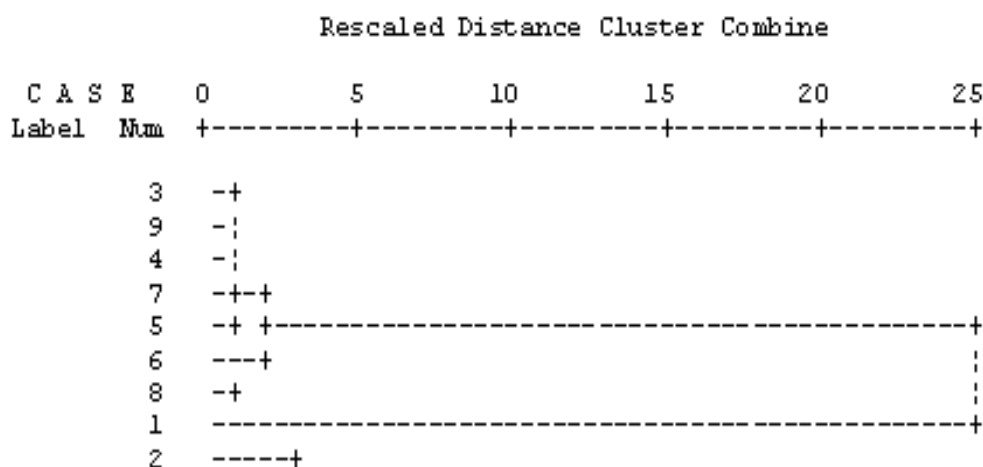 Rescaled Distance Cluster Combine
C A S E 0 5 10 15 20 25
Label Num +---------+---------+---------+---------+---------+
3 -+
9 -¦
4 -¦
7 -+-+
5 -+ +---------------------------------------------+
6 ---+ ¦
8 -+ ¦
1 -------------------------------------------------+
2 -----+